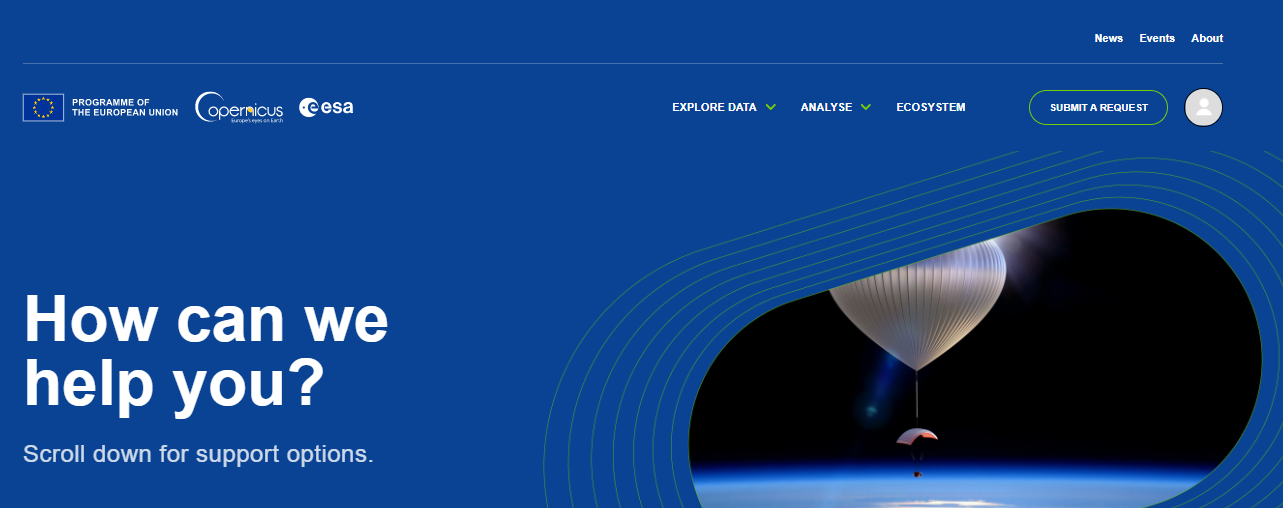 News Events About
PROGRAMME OF
THE EUROPEAN UNION
Copernicus
Europe's eyes on Earth
esa
EXPLORE DATA ANALYSE ECOSYSTEM
SUBMIT A REQUEST
How can we
help you?
Scroll down for support options.